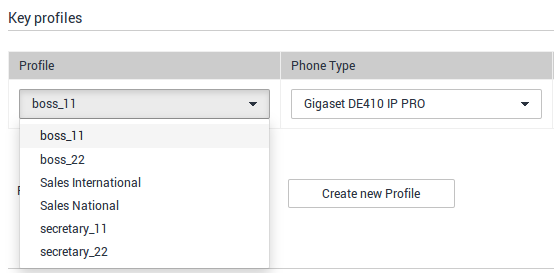 Key profiles
Profile Phone Type
boss_11 Gigaset DE410 IP PRO
boss_11
boss_22
Sales International
Sales National
secretary_11
secretary_22
Create new Profile